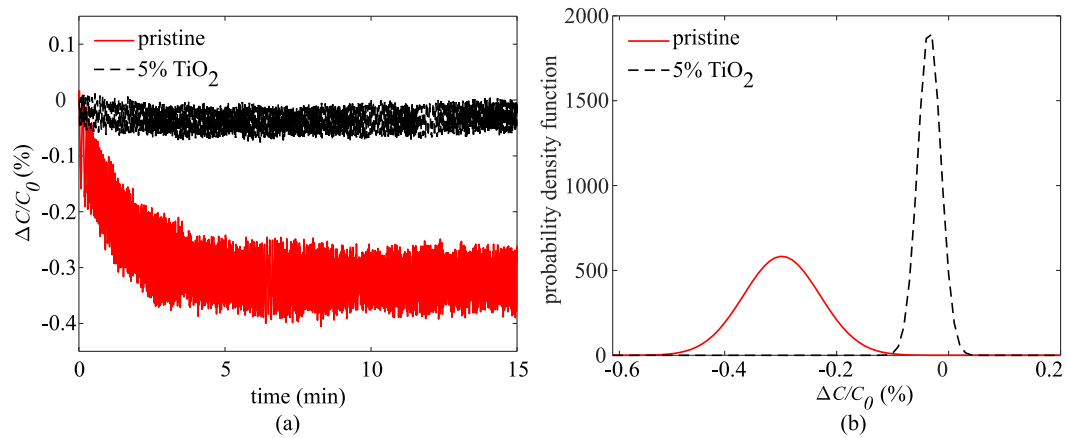 0.1
0
-0.1
-0.2
-0.3
-0.4
ΔC/C0 (%)
pristine
5% TiO2
0 5 10 15
time (min)
(a)
2000
1500
1000
500
0
probability density function
pristine
5% TiO2
-0.6 -0.4 -0.2 0 0.2
ΔC/C0 (%)
(b)